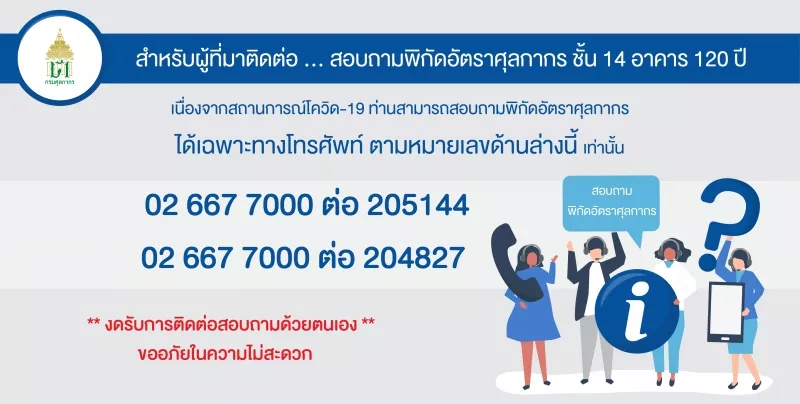 กรมศุลกากร
สำหรับผู้ที่มาติดต่อ ... สอบถามพิกัดอัตราศุลกากร ชั้น 14 อาคาร 120 ปี
เนื่องจากสถานการณ์โควิด-19 ท่านสามารถสอบถามพิกัดอัตราศุลกากร
ได้เฉพาะทางโทรศัพท์ ตามหมายเลขด้านล่างนี้ เท่านั้น
02 667 7000 ต่อ 205144
02 667 7000 ต่อ 204827
สอบถาม
พิกัดอัตราศุลกากร
** งดรับการติดต่อสอบถามด้วยตนเอง **
ขออภัยในความไม่สะดวก